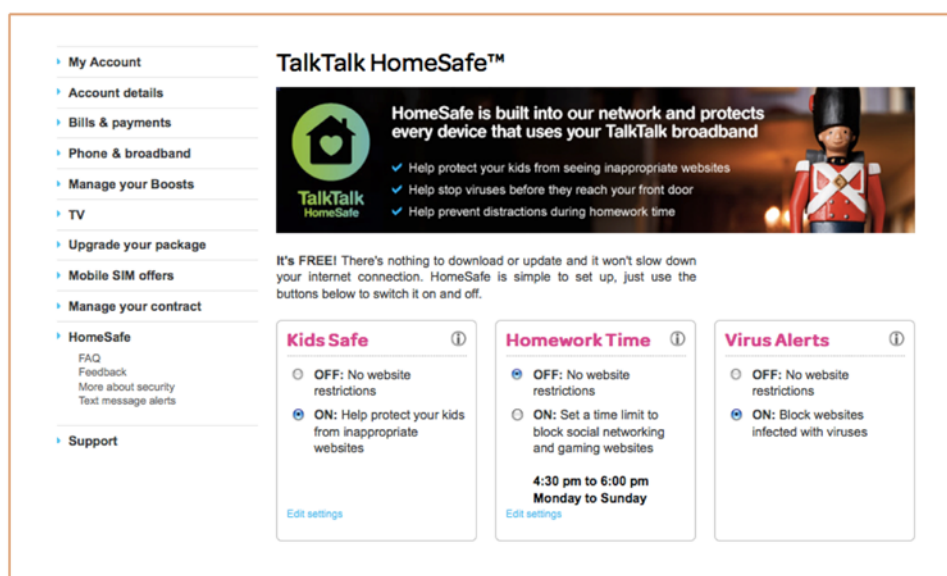 My Account
Account details
Bills & payments
Phone & broadband
Manage your Boosts
TV
Upgrade your package
Mobile SIM offers
Manage your contract
HomeSafe
FAQ
Feedback
More about security
Text message alerts
Support
TalkTalk HomeSafe™
TalkTalk
HomeSafe
HomeSafe is built into our network and protects
every device that uses your TalkTalk broadband
Help protect your kids from seeing inappropriate websites
Help stop viruses before they reach your front door
Help prevent distractions during homework time
It's FREE! There's nothing to download or update and it won't slow down
your internet connection. HomeSafe is simple to set up, just use the
buttons below to switch it on and off.
Kids Safe
OFF: No website
restrictions
ON: Help protect your kids
from inappropriate
websites
Edit settings
Homework Time
OFF: No website
restrictions
ON: Set a time limit to
block social networking
and gaming websites
4:30 pm to 6:00 pm
Monday to Sunday
Edit settings
Virus Alerts
OFF: No website
restrictions
ON: Block websites
infected with viruses